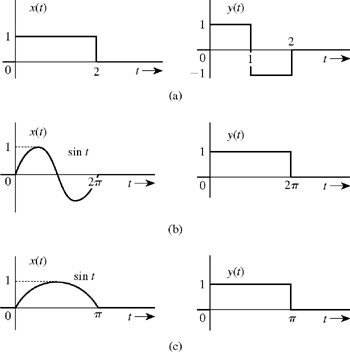 x(t) y(t)
1 1 2
0 2 t 0 1 t
−1
(a)
x(t) y(t)
1 sin t 1
0 2π t 0 2π t
(b)
x(t) y(t)
1 sin t 1
0 π t 0 π t
(c)